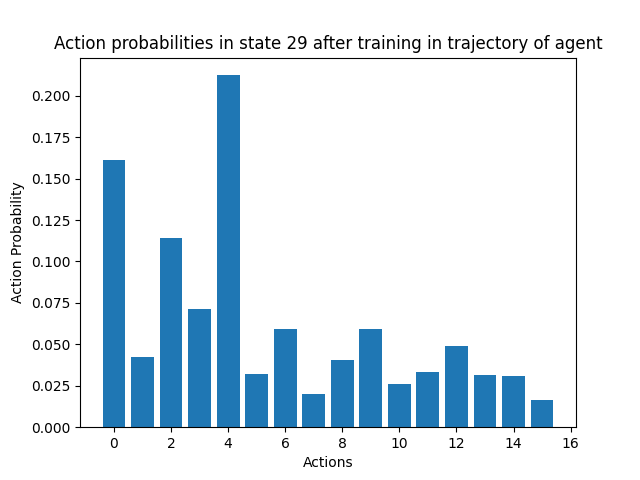 Action probabilities in state 29 after training in trajectory of agent
0.200
0.175
0.150
0.125
0.100
0.075
0.050
0.025
0.000
Action Probability
0 2 4 6 8 10 12 14 16
Actions